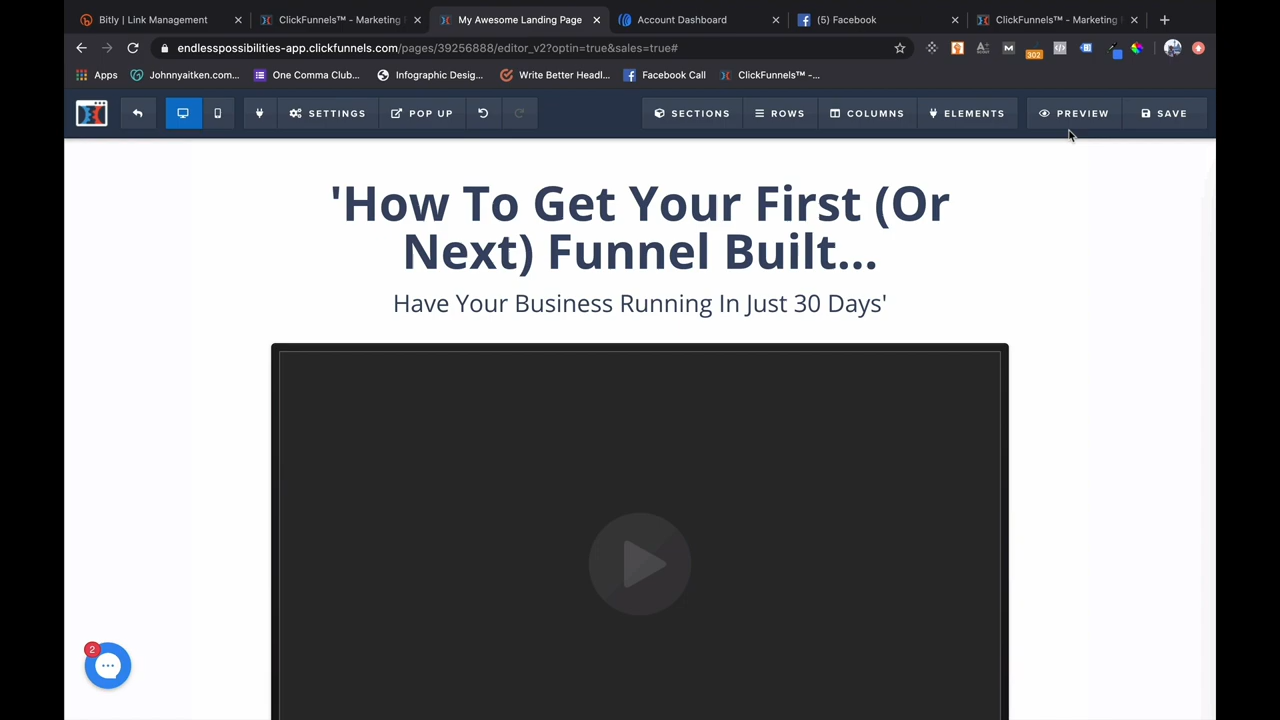 Bitly | Link Management
ClickFunnels™ - Marketing
My Awesome Landing Page
Account Dashboard
(5) Facebook
ClickFunnels™ - Marketing
endlesspossibilities-app.clickfunnels.com/pages/39256888/editor_v2?optin=true&sales=true#
302
Apps
Johnnyaitken.com...
One Comma Club...
Infographic Desig...
Write Better Headl...
Facebook Call
ClickFunnels™ -...
SETTINGS
POP UP
SECTIONS
ROWS
COLUMNS
ELEMENTS
PREVIEW
SAVE
'How To Get Your First (Or
Next) Funnel Built...
Have Your Business Running In Just 30 Days'
2